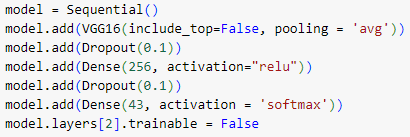 model = Sequential()
model.add(VGG16(include_top=False, pooling = 'avg'))
model.add(Dropout(0.1))
model.add(Dense(256, activation="relu"))
model.add(Dropout(0.1))
model.add(Dense(43, activation = 'softmax'))
model.layers[2].trainable = False